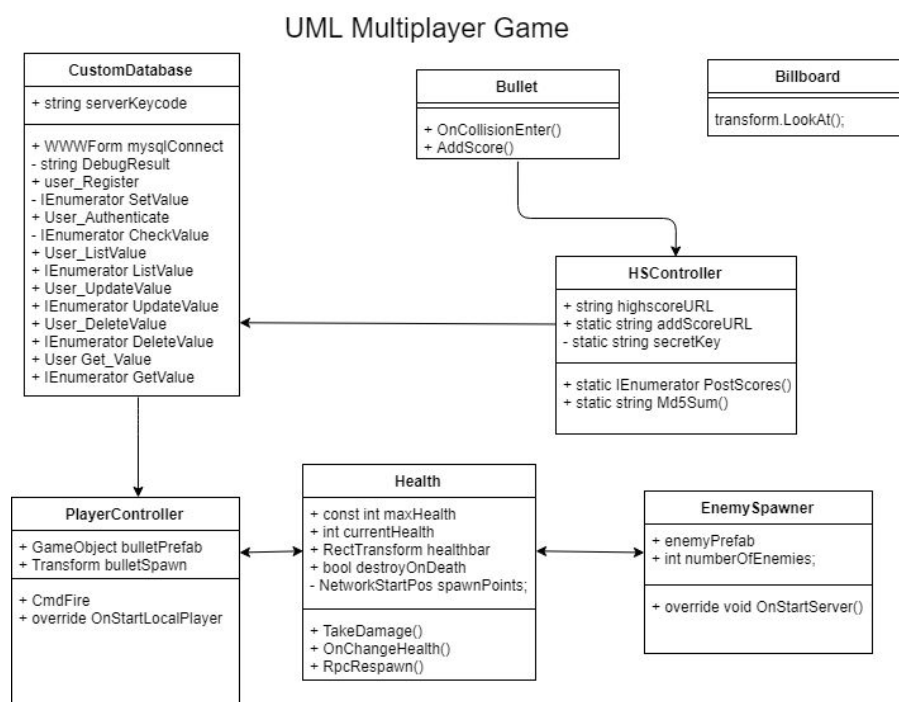 UML Multiplayer Game
CustomDatabase
+ string serverKeycode
+ WWWForm mysqlConnect
- string DebugResult
+ user_Register
- IEnumerator SetValue
+ User_Authenticate
- IEnumerator CheckValue
+ User_ListValue
+ IEnumerator ListValue
+ User_UpdateValue
+ IEnumerator UpdateValue
+ User_DeleteValue
+ IEnumerator DeleteValue
+ User Get_Value
+ IEnumerator GetValue
Bullet
+ OnCollisionEnter()
+ AddScore()
Billboard
transform.LookAt();
HSController
+ string highscoreURL
+ static string addScoreURL
- static string secretKey
+ static IEnumerator PostScores()
+ static string Md5Sum()
PlayerController
+ GameObject bulletPrefab
+ Transform bulletSpawn
+ CmdFire
+ override OnStartLocalPlayer
Health
+ const int maxHealth
+ int currentHealth
+ RectTransform healthbar
+ bool destroyOnDeath
- NetworkStartPos spawnPoints;
+ TakeDamage()
+ OnChangeHealth()
+ RpcRespawn()
EnemySpawner
+ enemyPrefab
+ int numberOfEnemies;
+ override void OnStartServer()